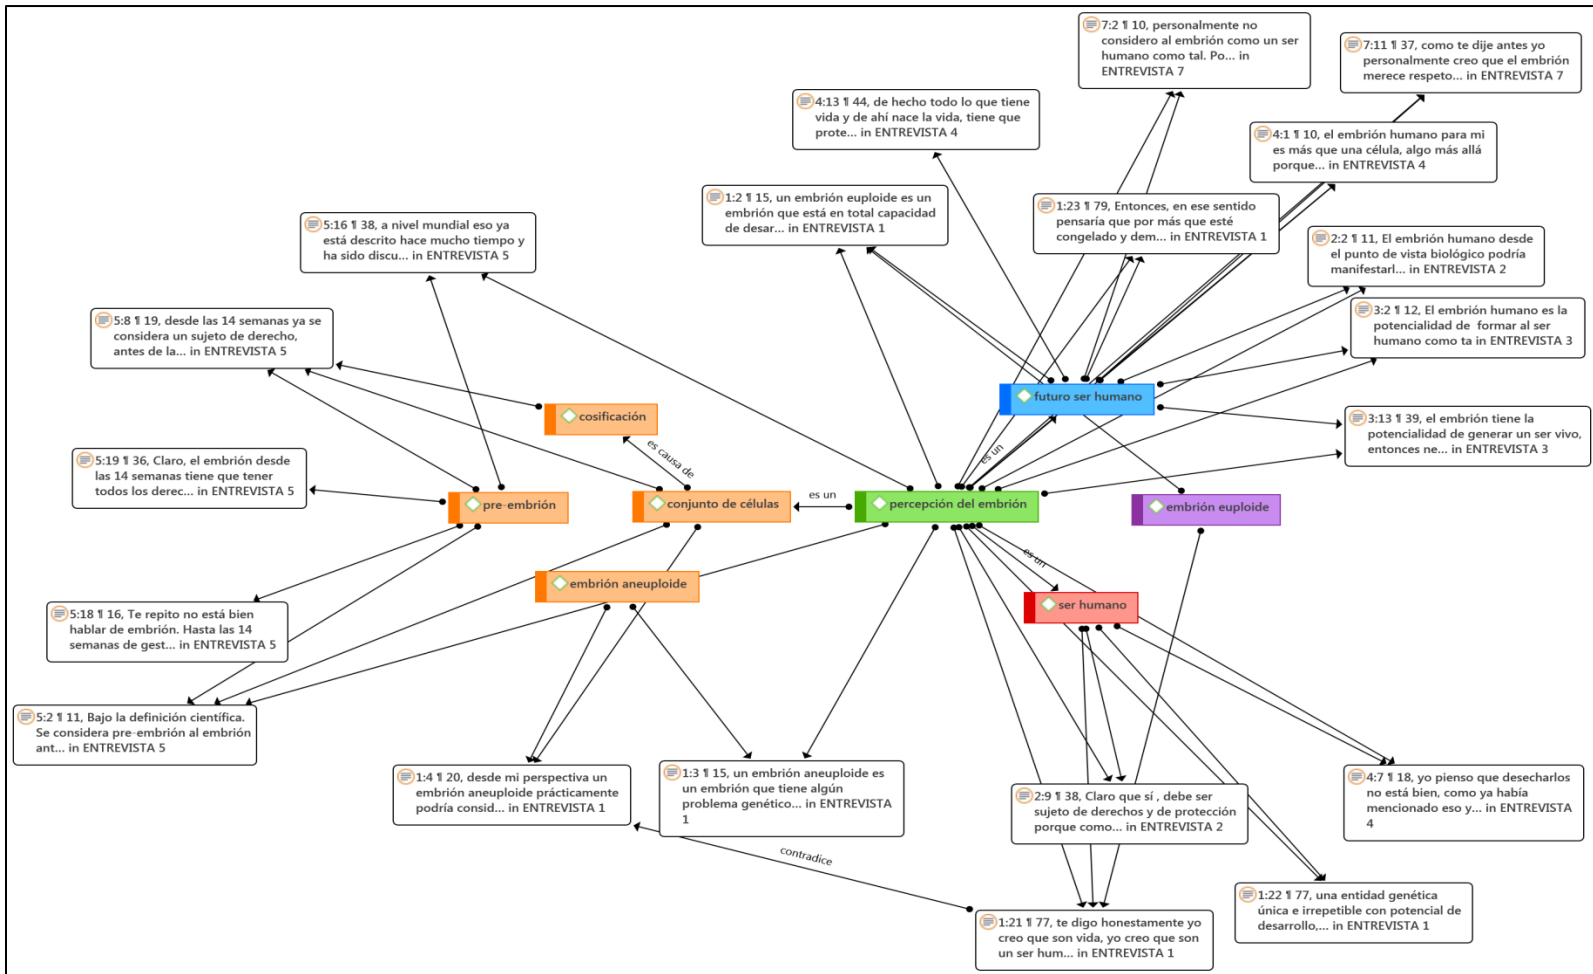 7:2 ¶ 10, personalmente no
considero al embrión como un ser
humano como tal. Po... in
ENTREVISTA 7
7:11 ¶ 37, como te dije antes yo
personalmente creo que el embrión
merece respeto... in ENTREVISTA 7
4:13 ¶ 44, de hecho todo lo que tiene
vida y de ahí nace la vida, tiene que
prote... in ENTREVISTA 4
4:1 ¶ 10, el embrión humano para mi
es más que una célula, algo más allá
porque... in ENTREVISTA 4
1:2 ¶ 15, un embrión euploide es un
embrión que está en total capacidad
de desar... in ENTREVISTA 1
1:23 ¶ 79, Entonces, en ese sentido
pensaría que por más que esté
congelado y dem... in
ENTREVISTA 1
5:16 ¶ 38, a nivel mundial eso ya
está descrito hace mucho tiempo y
ha sido discu... in
ENTREVISTA 5
2:2 ¶ 11, El embrión humano desde
el punto de vista biológico podría
manifestarl... in ENTREVISTA 2
3:2 ¶ 12, El embrión humano es la
potencialidad de formar al ser
humano como ta in ENTREVISTA 3
5:8 ¶ 19, desde las 14 semanas ya se
considera un sujeto de derecho,
antes de la... in ENTREVISTA 5
futuro ser humano
cosificación
3:13 ¶ 39, el embrión tiene la
potencialidad de generar un ser vivo,
entonces ne... in ENTREVISTA 3
es causa de
es un
5:19 ¶ 36, Claro, el embrión desde
las 14 semanas tiene que tener
todos los derec... in
ENTREVISTA 5
pre-embrión
conjunto de células
es un
percepción del embrión
embrión euploide
es un
embrión aneuploide
ser humano
5:18 ¶ 16, Te repito no está bien
hablar de embrión. Hasta las 14
semanas de gest... in
ENTREVISTA 5
5:2 ¶ 11, Bajo la definición científica.
Se considera pre-embrión al embrión
ant... in ENTREVISTA 5
1:4 ¶ 20, desde mi perspectiva un
embrión aneuploide prácticamente
podría consid... in
ENTREVISTA 1
1:3 ¶ 15, un embrión aneuploide es
un embrión que tiene algún
problema genético... in ENTREVISTA
1
2:9 ¶ 38, Claro que sí , debe ser
sujeto de derechos y de protección
porque como... in
ENTREVISTA 2
4:7 ¶ 18, yo pienso que desecharlos
no está bien, como ya había
mencionado eso y... in ENTREVISTA
4
contradice
1:22 ¶ 77, una entidad genética
única e irrepetible con potencial de
desarrollo,... in ENTREVISTA 1
1:21 ¶ 77, te digo honestamente yo
creo que son vida, yo creo que son
un ser hum... in ENTREVISTA 1